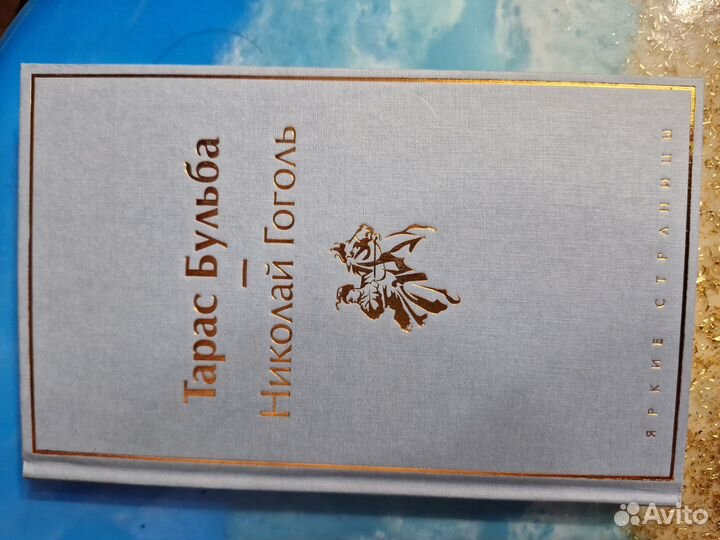 Тарас Бульба
Николай Гоголь
ЯРКИЕ СТРАНИЦЫ
Avito